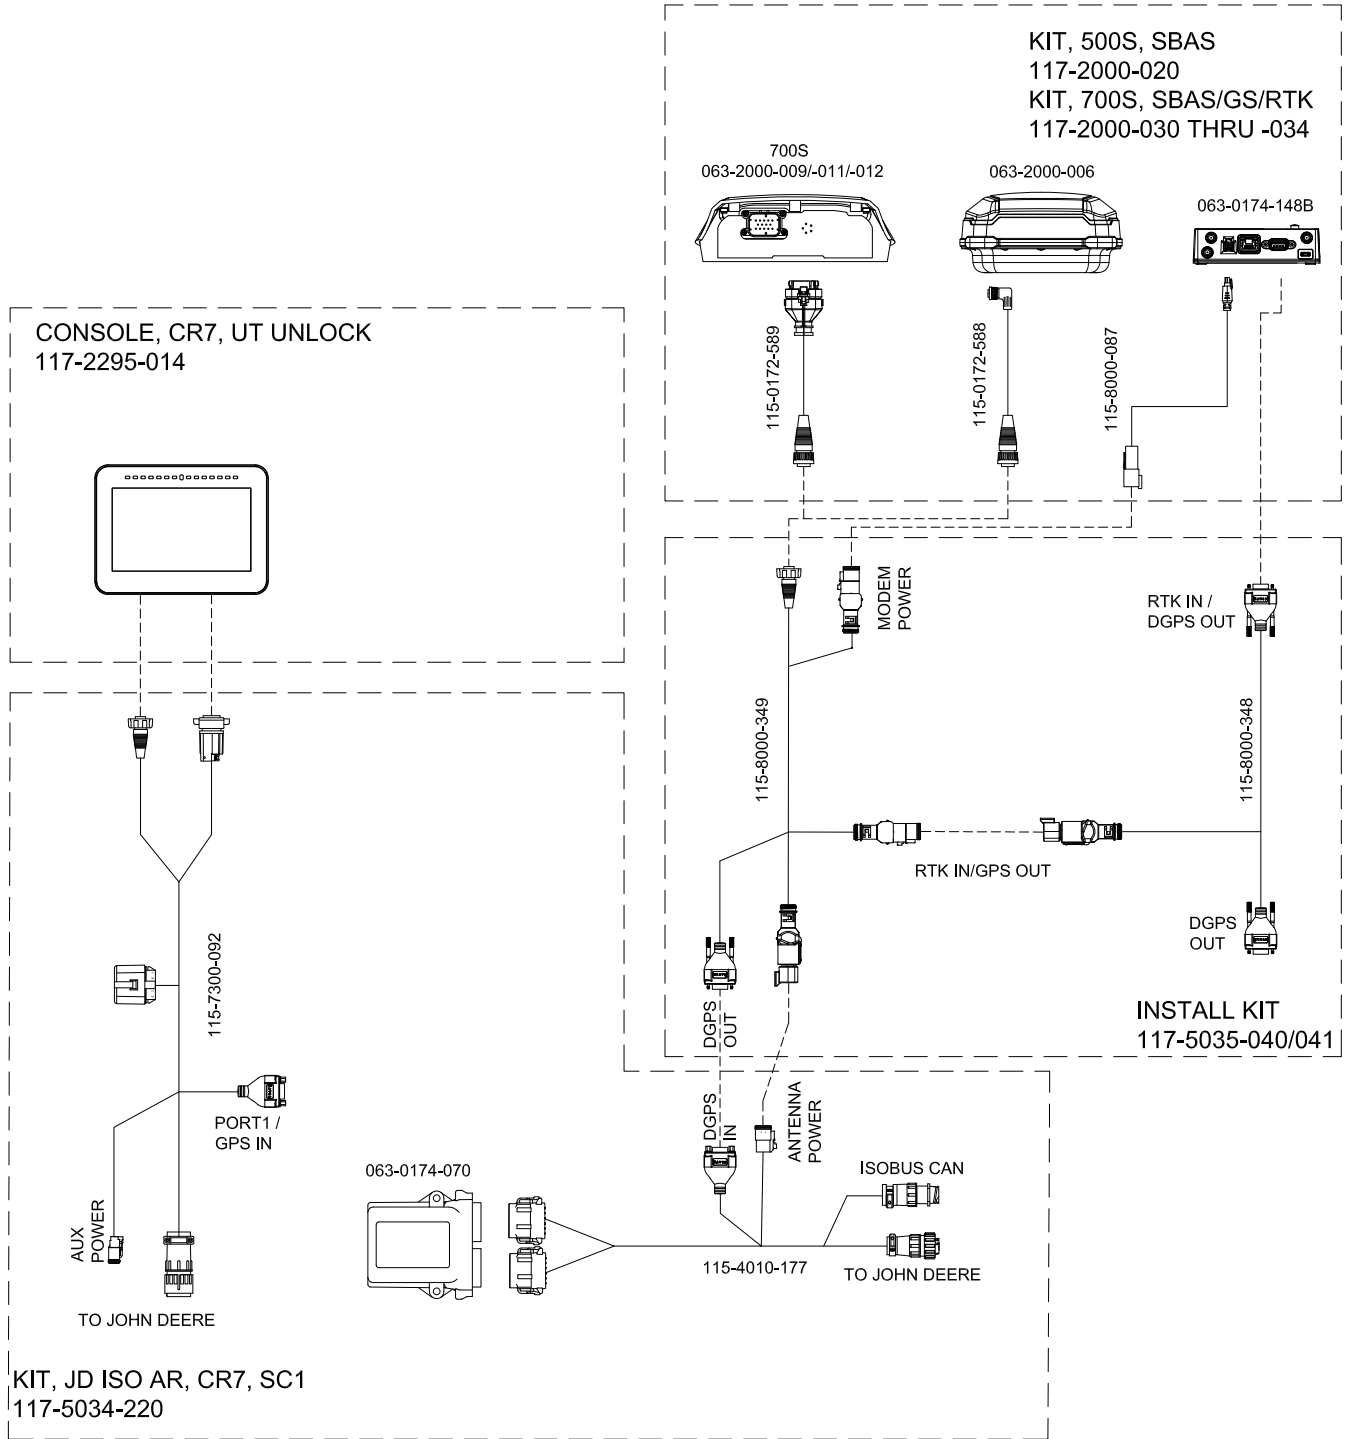 KIT, 500S, SBAS
117-2000-020
KIT, 700S, SBAS/GS/RTK
117-2000-030 THRU -034
700S
063-2000-009/-011/-012
063-2000-006
063-0174-148B
115-0172-589
115-0172-588
115-8000-087
CONSOLE, CR7, UT UNLOCK
117-2295-014
MODEM
POWER
RTK IN /
DGPS OUT
115-8000-349
115-8000-348
RTK IN/GPS OUT
DGPS
OUT
DGPS
OUT
INSTALL KIT
117-5035-040/041
115-7300-092
PORT1 /
GPS IN
AUX
POWER
TO JOHN DEERE
063-0174-070
DGPS
IN
ANTENNA
POWER
ISOBUS CAN
115-4010-177
TO JOHN DEERE
KIT, JD ISO AR, CR7, SC1
117-5034-220